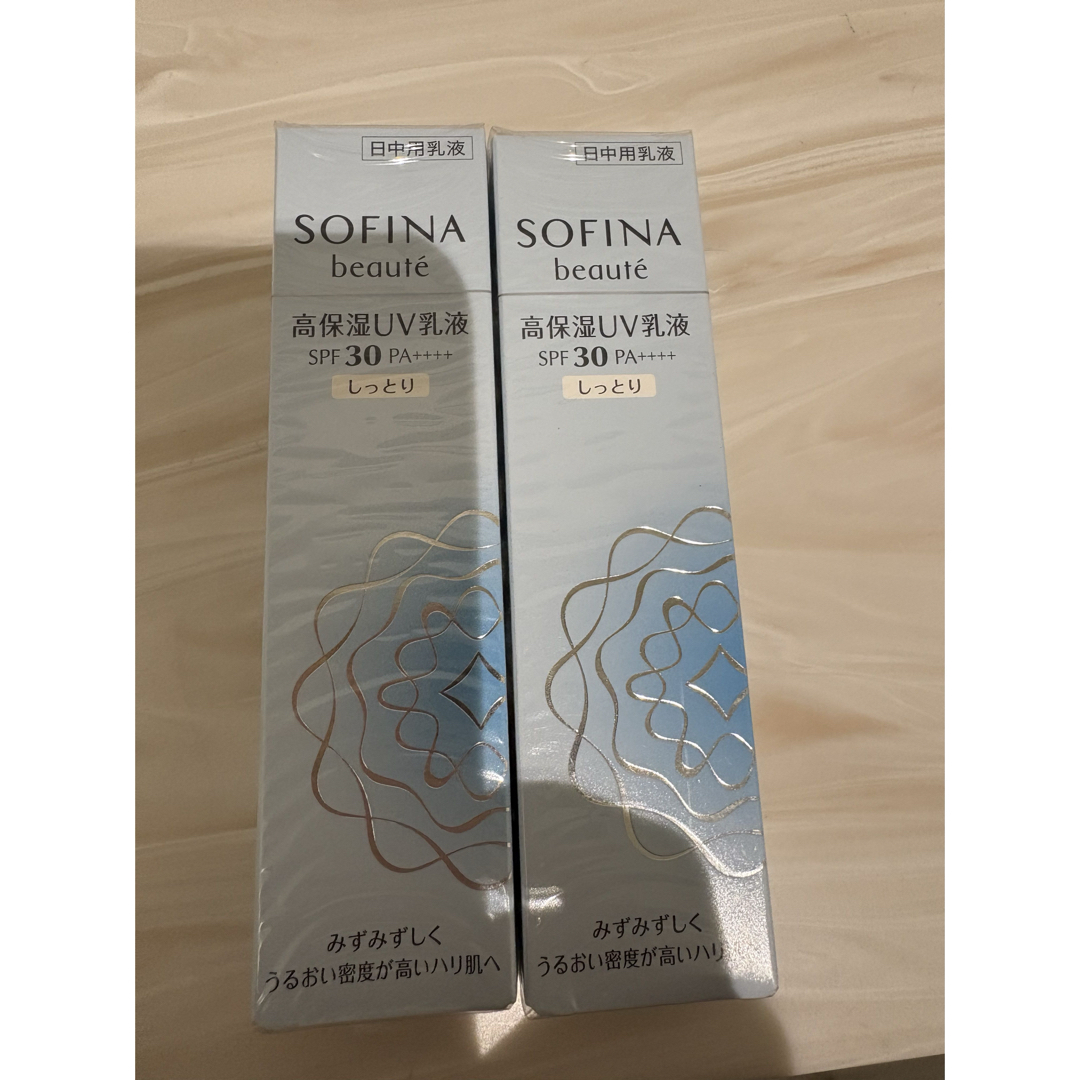 日中用乳液
SOFINA
beauté
高保湿UV乳液
SPF 30 PA++++
しっとり
みずみずしく
うるおい密度が高いハリ肌へ
日中用乳液
SOFINA
beauté
高保湿UV乳液
SPF 30 PA++++
しっとり
みずみずしく
うるおい密度が高いハリ